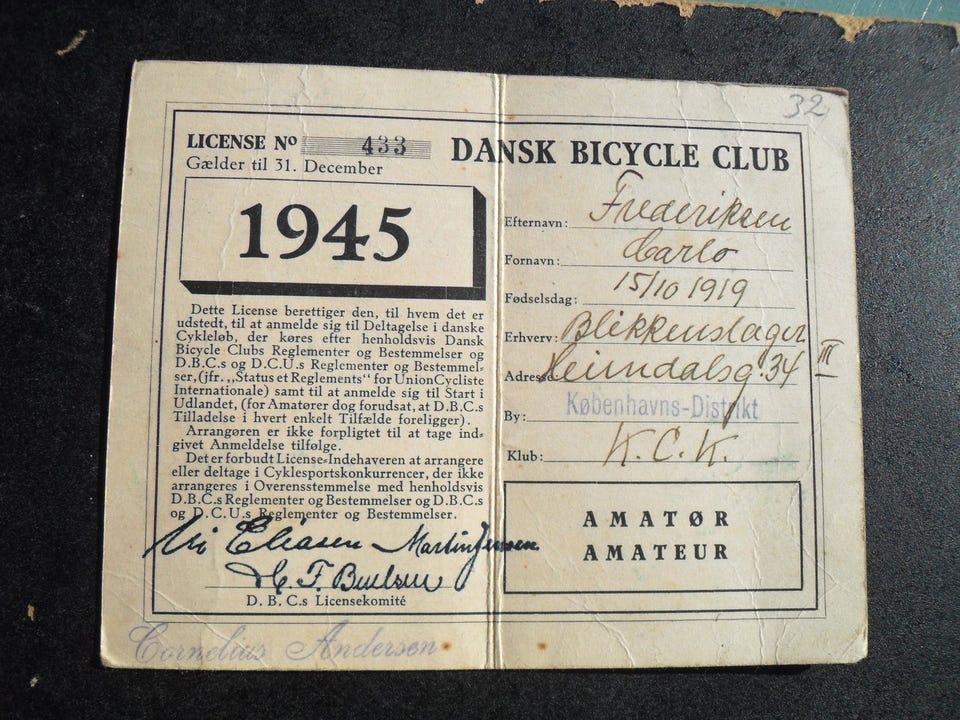 32
LICENSE Nº 433
Gælder til 31. December
1945
Dette License berettiger den, til hvem det er
udstedt, til at anmelde sig til Deltagelse i danske
Cykleløb, der køres efter henholdsvis Dansk
Bicycle Clubs Reglementer og Bestemmelser og
D.B.C.s og D.C.U.s Reglementer og Bestemmel-
ser, (jfr. „Status et Reglements“ for Union Cycliste
Internationale) samt til at anmelde sig til Start i
Udlandet, (for Amatører dog forudsat, at D.B.C.s
Tilladelse i hvert enkelt Tilfælde foreligger).
Arrangøren er ikke forpligtet til at tage ind-
givet Anmeldelse tilfølge.
Det er forbudt License-Indehaveren at arrangere
eller deltage i Cyklesportskonkurrencer, der ikke
arrangeres i Overensstemmelse med henholdsvis
D.B.C.s Reglementer og Bestemmelser og D.B.C.s
og D.C.U.s Reglementer og Bestemmelser.
Eliasen Martin Jensen
D. B. C.s Licensekomité
Cornelius Andersen
DANSK BICYCLE CLUB
Efternavn: Frederiksen
Fornavn: Carlo
Fødselsdag: 15/10 1919
Erhverv: Blikkenslager
Adresse: Heimdalsg. 34 III
By: Københavns-Distrikt
Klub: K.C.K.
AMATØR
AMATEUR